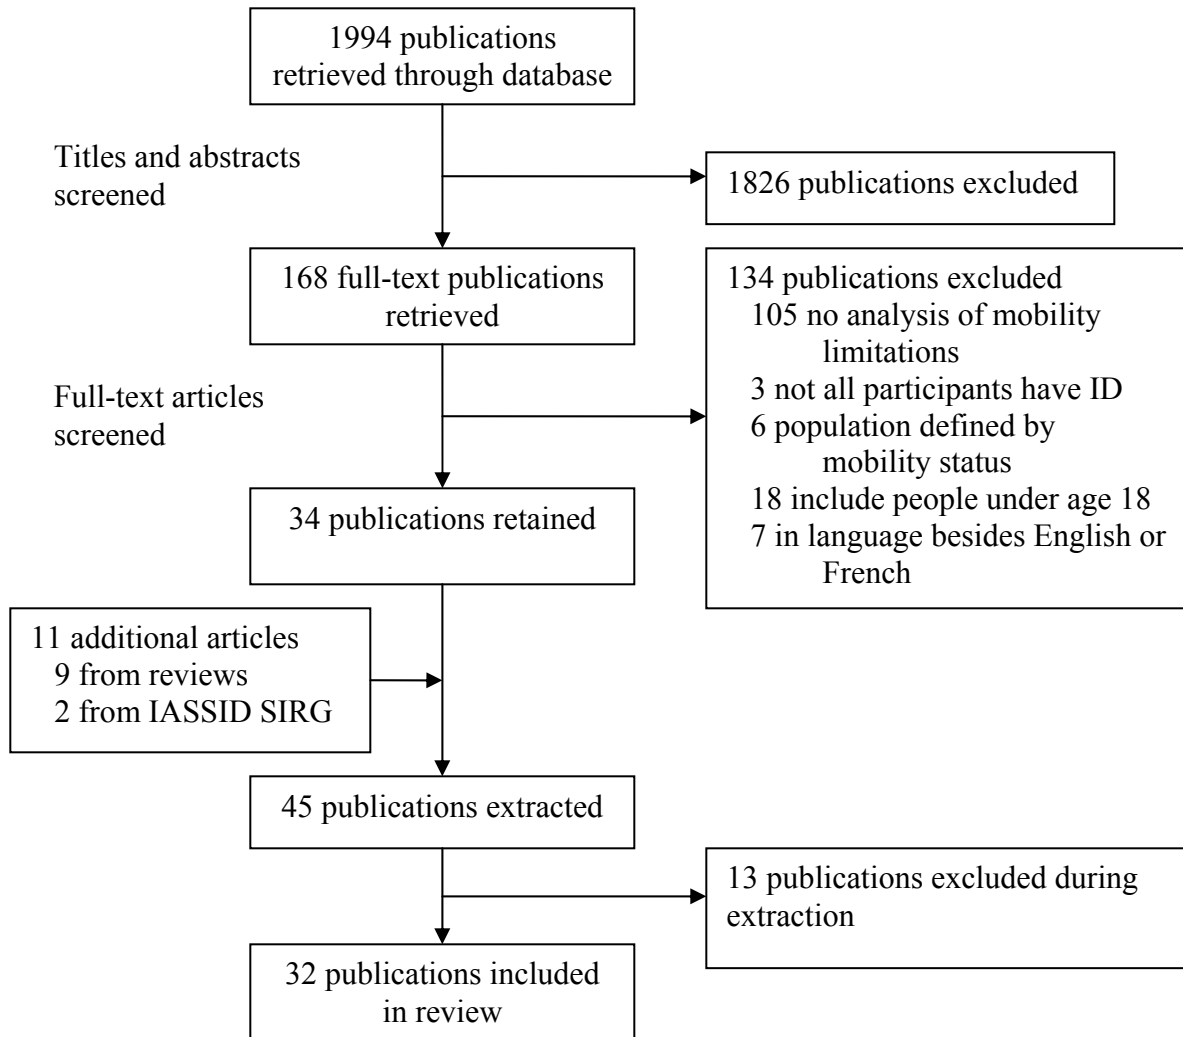 1994 publications
retrieved through database
Titles and abstracts
screened
1826 publications excluded
168 full-text publications
retrieved
134 publications excluded
105 no analysis of mobility
limitations
3 not all participants have ID
6 population defined by
mobility status
18 include people under age 18
7 in language besides English or
French
Full-text articles
screened
34 publications retained
11 additional articles
9 from reviews
2 from IASSID SIRG
45 publications extracted
13 publications excluded during
extraction
32 publications included
in review